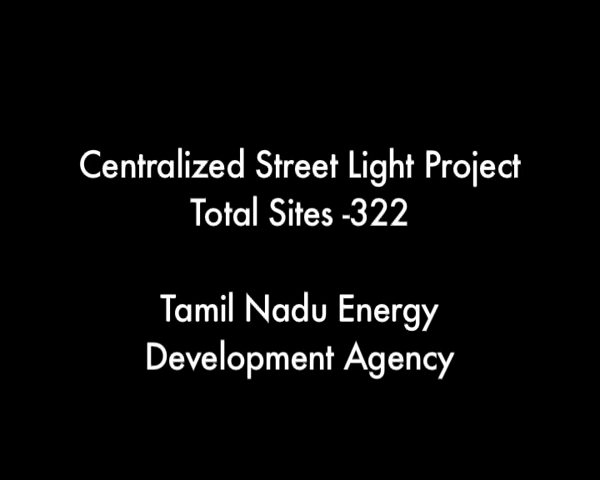 Centralized Street Light Project
Total Sites -322
Tamil Nadu Energy
Development Agency